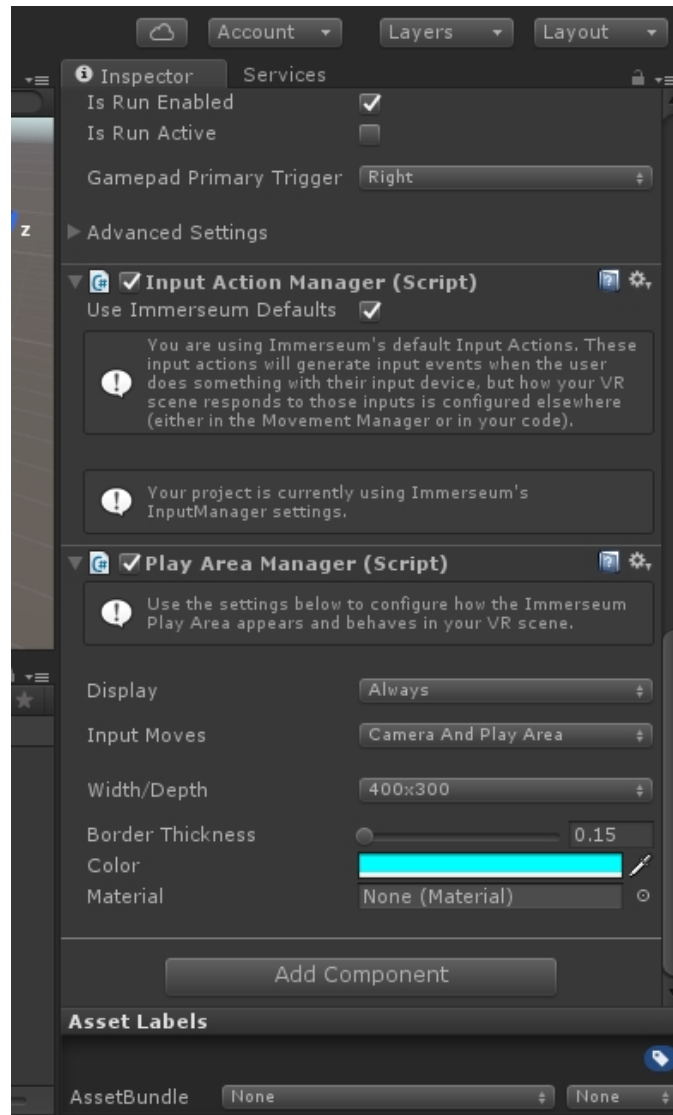 Account Layers Layout
Inspector Services
Is Run Enabled
Is Run Active
Gamepad Primary Trigger Right
z
Advanced Settings
C# Input Action Manager (Script)
Use Immerseum Defaults
You are using Immerseum's default Input Actions. These
input actions will generate input events when the user
does something with their input device, but how your VR
scene responds to those inputs is configured elsewhere
(either in the Movement Manager or in your code).
Your project is currently using Immerseum's
InputManager settings.
C# Play Area Manager (Script)
Use the settings below to configure how the Immerseum
Play Area appears and behaves in your VR scene.
Display Always
Input Moves Camera And Play Area
Width/Depth 400x300
Border Thickness 0.15
Color
Material None (Material)
Add Component
Asset Labels
AssetBundle None None